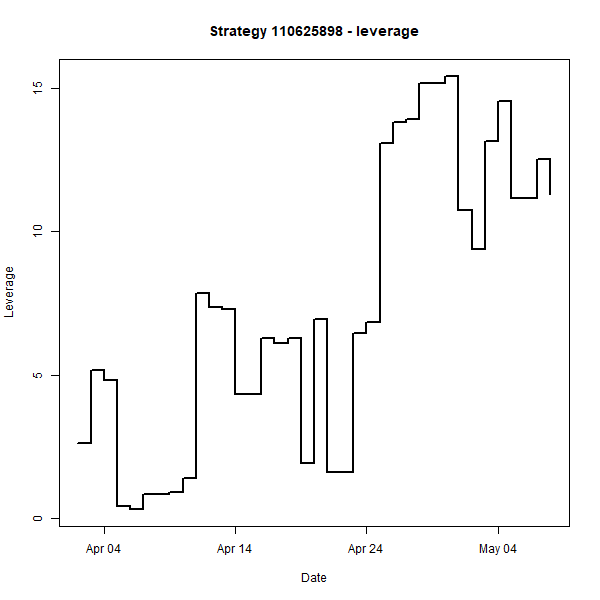 Strategy 110625898 - leverage
15
10
5
0
Leverage
Apr 04
Apr 14
Apr 24
May 04
Date